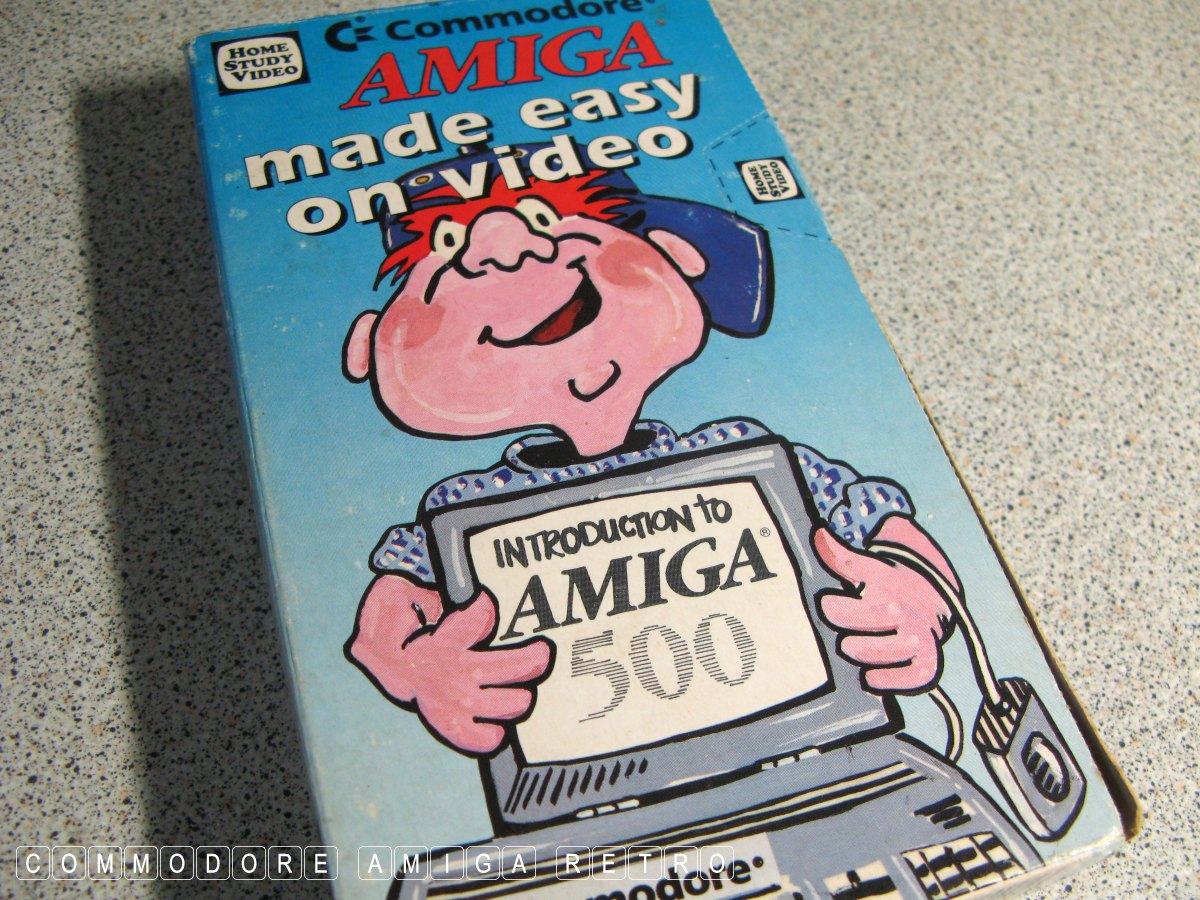 HOME
STUDY
VIDEO
Commodore®
AMIGA®
made easy
on video
HOME
STUDY
VIDEO
INTRODUCTION TO
AMIGA®
500
COMMODORE AMIGA RETRO